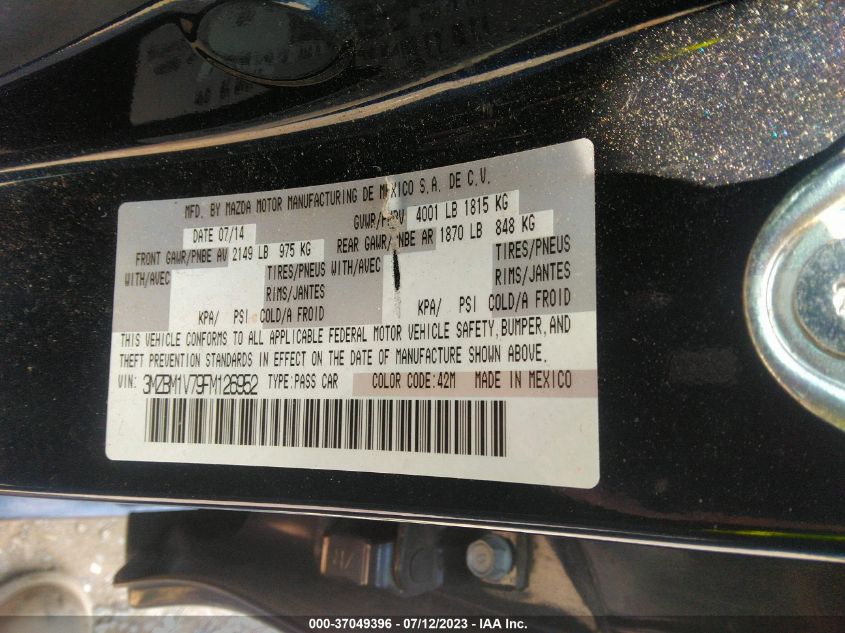 MFD. BY MAZDA MOTOR MANUFACTURING DE MEXICO S.A. DE C.V.
DATE 07/14 GVWR/PNBV 4001 LB 1815 KG
FRONT GAWR/PNBE AV 2149 LB 975 KG REAR GAWR/PNBE AR 1870 LB 848 KG
WITH/AVEC TIRES/PNEUS WITH/AVEC TIRES/PNEUS
RIMS/JANTES RIMS/JANTES
KPA/ PSI COLD/A FROID KPA/ PSI COLD/A FROID
THIS VEHICLE CONFORMS TO ALL APPLICABLE FEDERAL MOTOR VEHICLE SAFETY, BUMPER, AND
THEFT PREVENTION STANDARDS IN EFFECT ON THE DATE OF MANUFACTURE SHOWN ABOVE.
VIN: 3MZBM1V79FM126952 TYPE:PASS CAR COLOR CODE:42M MADE IN MEXICO
000-37049396 - 07/12/2023 - IAA Inc.